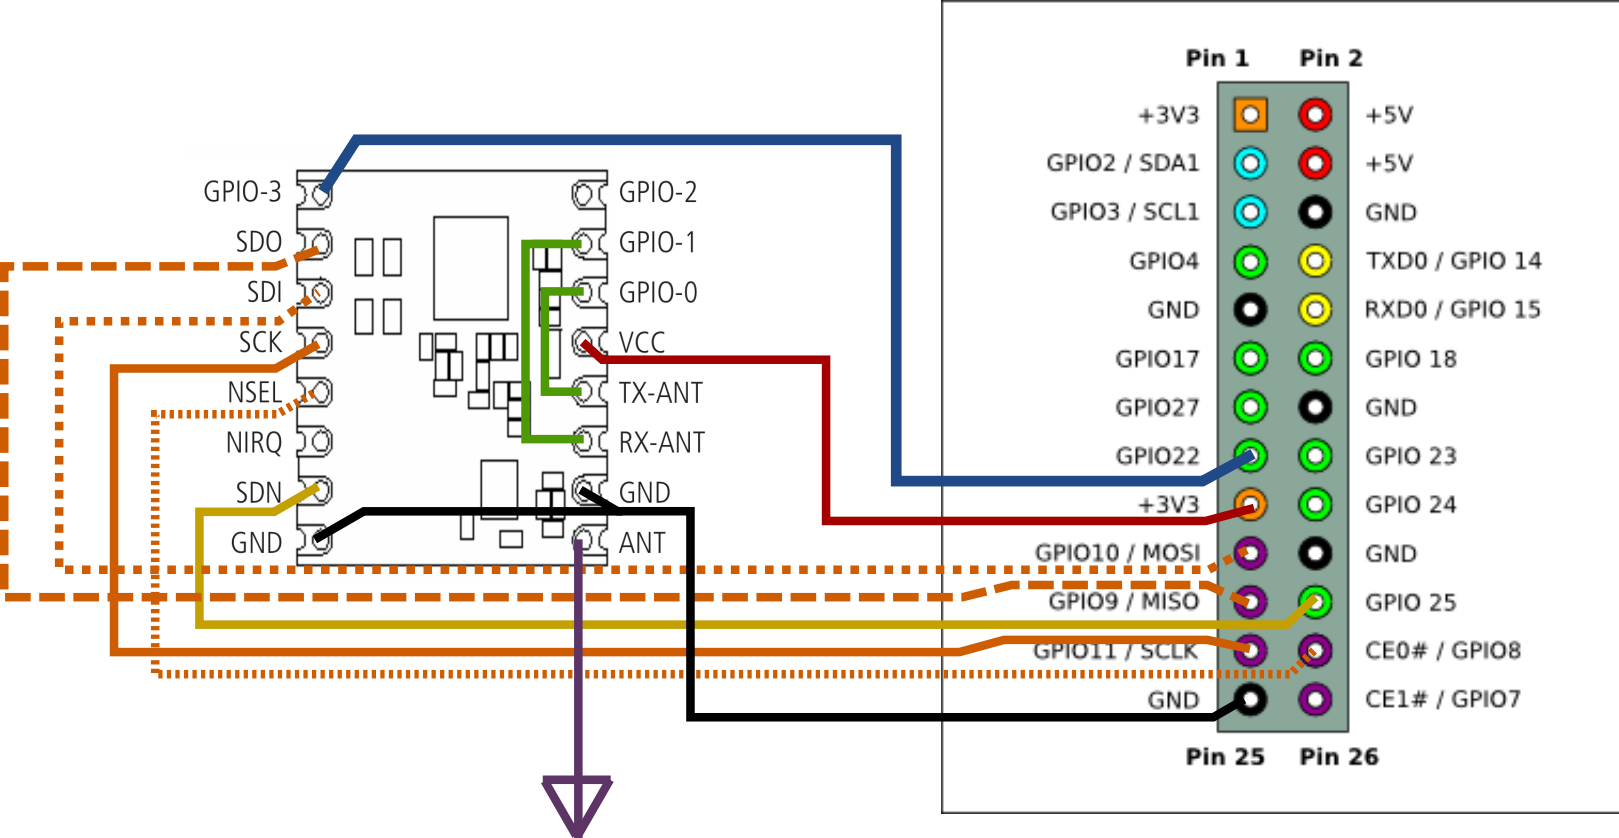 Pin 1 Pin 2
+3V3 +5V
GPIO2 / SDA1 +5V
GPIO3 / SCL1 GND
GPIO4 TXD0 / GPIO 14
GND RXD0 / GPIO 15
GPIO17 GPIO 18
GPIO27 GND
GPIO22 GPIO 23
+3V3 GPIO 24
GPIO10 / MOSI GND
GPIO9 / MISO GPIO 25
GPIO11 / SCLK CE0# / GPIO8
GND CE1# / GPIO7
Pin 25 Pin 26
GPIO-3 GPIO-2
SDO GPIO-1
SDI GPIO-0
SCK VCC
NSEL TX-ANT
NIRQ RX-ANT
SDN GND
GND ANT